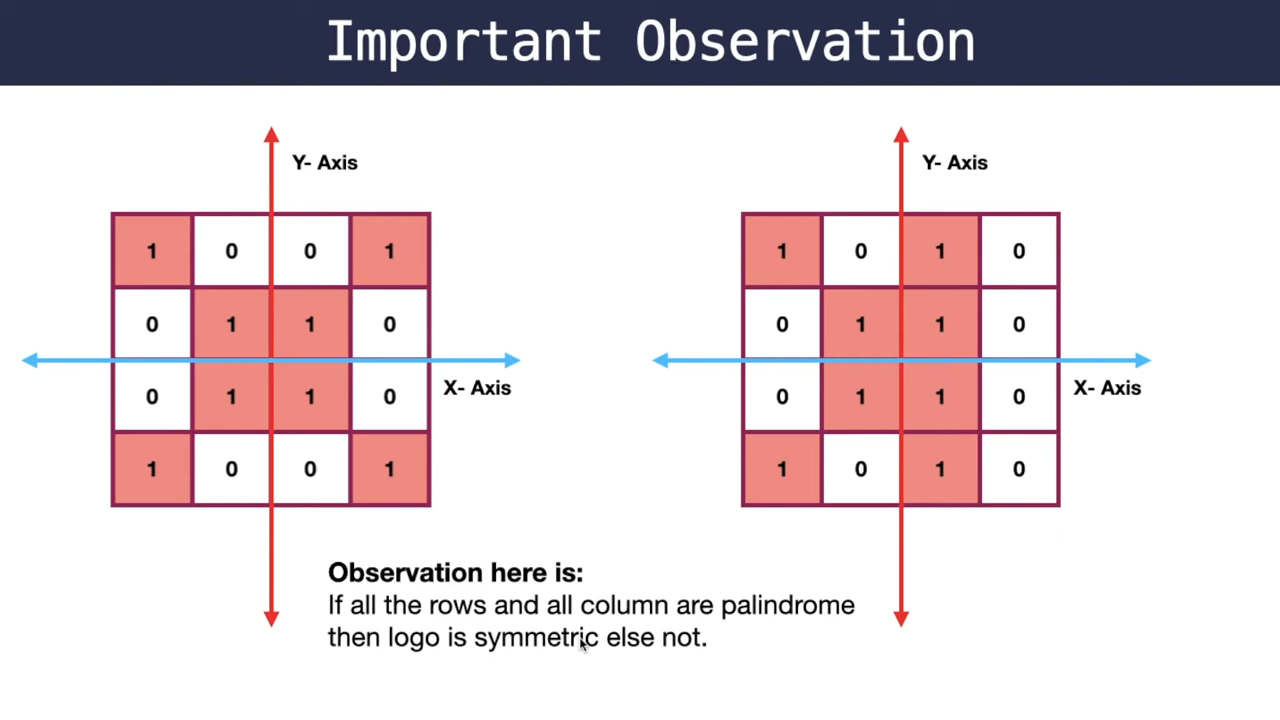 Important Observation
Y- Axis
1 0 0 1
0 1 1 0
X- Axis
0 1 1 0
1 0 0 1
Y- Axis
1 0 1 0
0 1 1 0
X- Axis
0 1 1 0
1 0 1 0
Observation here is:
If all the rows and all column are palindrome
then logo is symmetric else not.